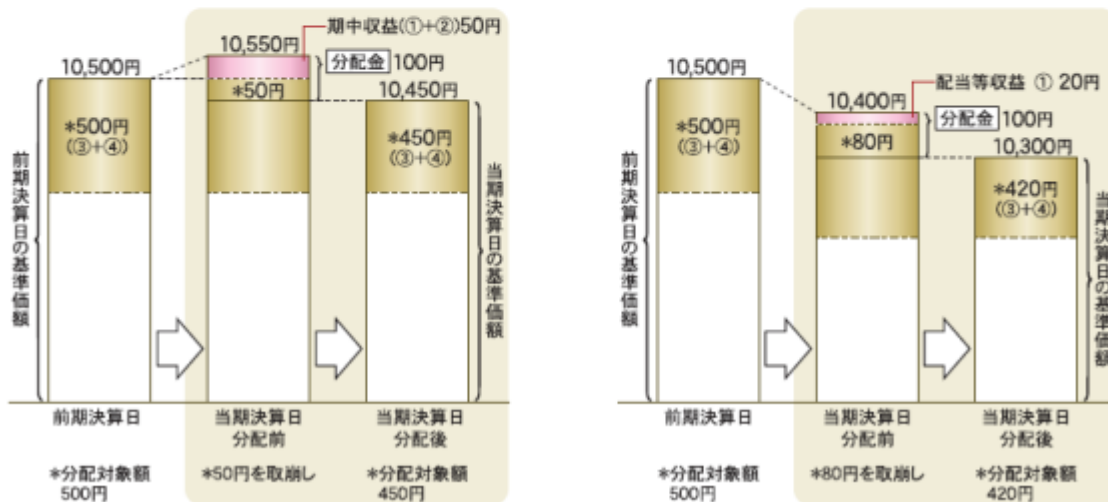 期中収益(①+②)50円
10,550円
分配金 100円
10,500円
*50円
10,450円
*500円
(③+④)
*450円
(③+④)
前期決算日の基準価額
当期決算日の基準価額
前期決算日
当期決算日
分配前
当期決算日
分配後
*分配対象額
500円
*50円を取崩し
*分配対象額
450円
10,500円
配当等収益 ① 20円
10,400円
分配金 100円
*500円
(③+④)
*80円
10,300円
*420円
(③+④)
前期決算日の基準価額
当期決算日の基準価額
前期決算日
当期決算日
分配前
当期決算日
分配後
*分配対象額
500円
*80円を取崩し
*分配対象額
420円